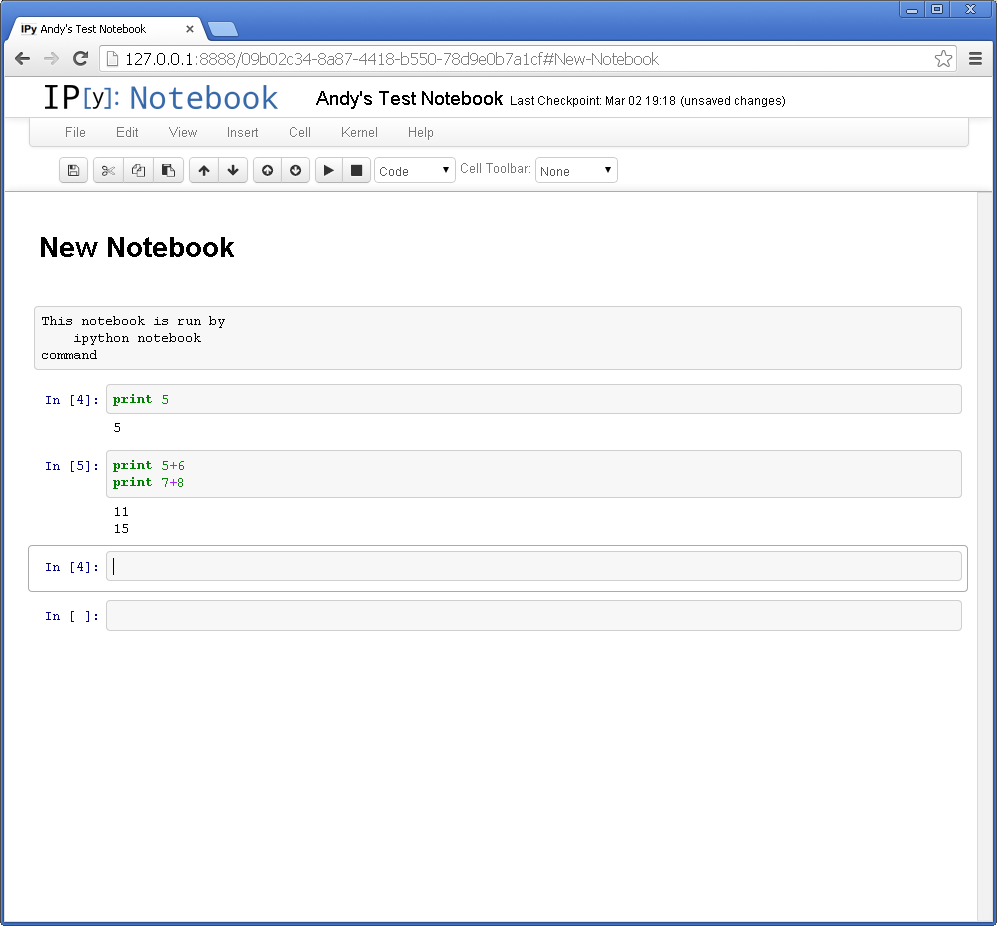 IPy Andy's Test Notebook
127.0.0.1:8888/09b02c34-8a87-4418-b550-78d9e0b7a1cf#New-Notebook
IP[y]: Notebook Andy's Test Notebook Last Checkpoint: Mar 02 19:18 (unsaved changes)
File Edit View Insert Cell Kernel Help
Code Cell Toolbar: None
New Notebook
This notebook is run by
    ipython notebook
command
In [4]: print 5
5
In [5]: print 5+6
print 7+8
11
15
In [4]:
In [ ]: